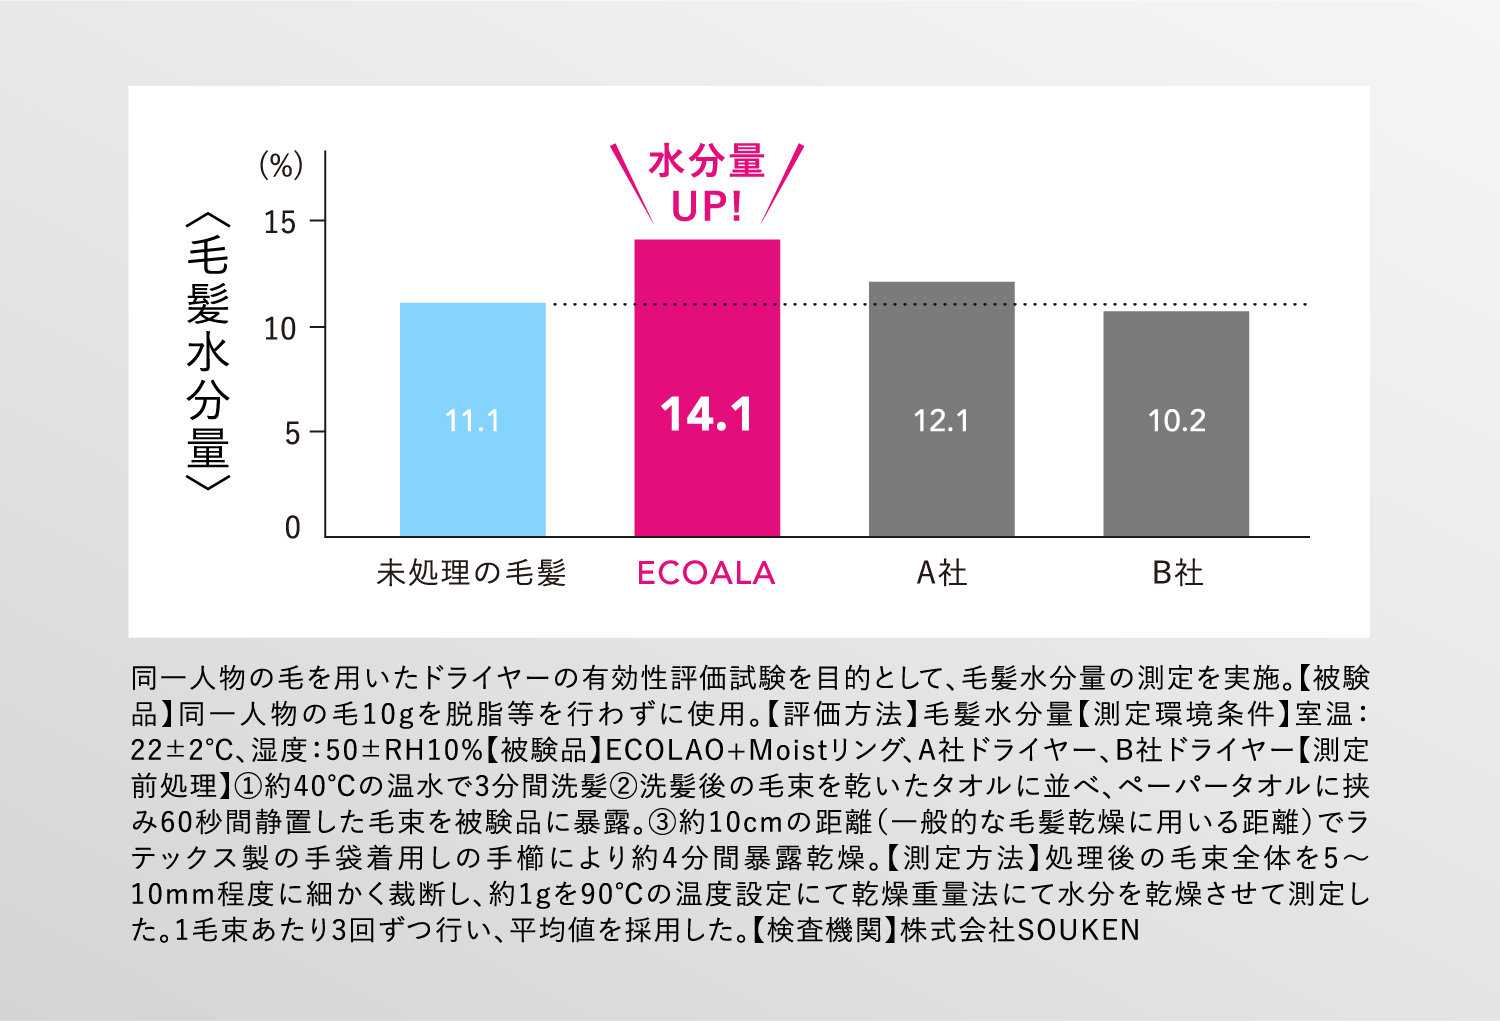 (%)
水分量
UP!
〈毛髪水分量〉
15
10
5
0
11.1
14.1
12.1
10.2
未処理の毛髪
ECOALA
A社
B社
同一人物の毛を用いたドライヤーの有効性評価試験を目的として、毛髪水分量の測定を実施。【被験
品】同一人物の毛10gを脱脂等を行わずに使用。【評価方法】毛髪水分量【測定環境条件】室温：
22±2℃、湿度：50±RH10%【被験品】ECOLAO+Moistリング、A社ドライヤー、B社ドライヤー【測定
前処理】①約40℃の温水で3分間洗髪②洗髪後の毛束を乾いたタオルに並べ、ペーパータオルに挟
み60秒間静置した毛束を被験品に暴露。③約10cmの距離（一般的な毛髪乾燥に用いる距離）でラ
テックス製の手袋着用しの手櫛により約4分間暴露乾燥。【測定方法】処理後の毛束全体を5～
10mm程度に細かく裁断し、約1gを90℃の温度設定にて乾燥重量法にて水分を乾燥させて測定し
た。1毛束あたり3回ずつ行い、平均値を採用した。【検査機関】株式会社SOUKEN